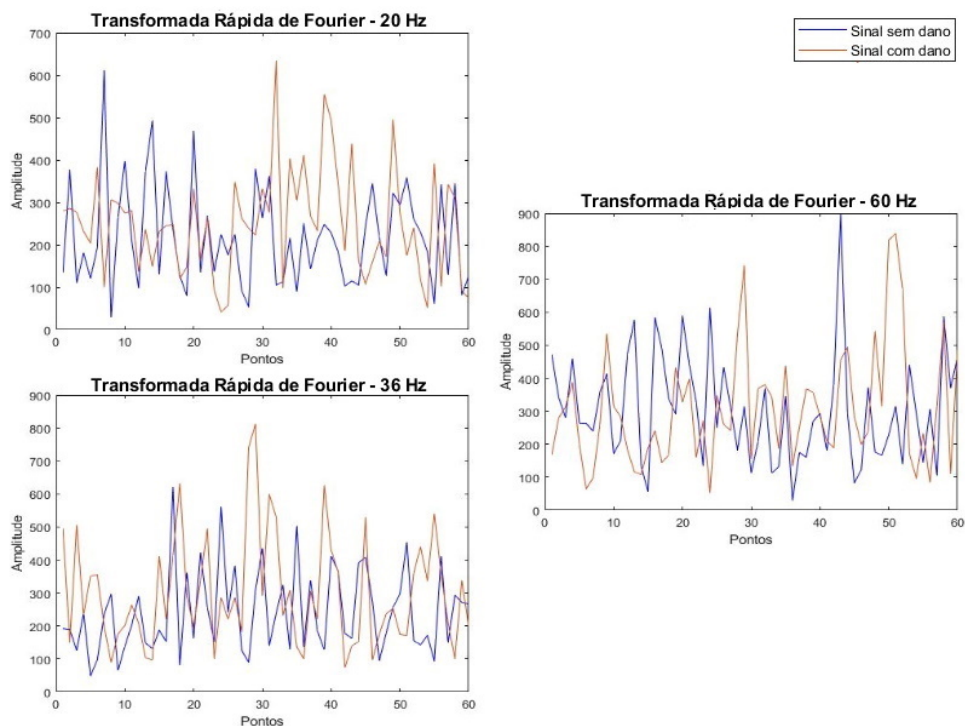 Transformada Rápida de Fourier - 20 Hz
700
600
500
400
300
200
100
0
Amplitude
0 10 20 30 40 50 60
Pontos
Sinal sem dano
Sinal com dano
Transformada Rápida de Fourier - 36 Hz
900
800
700
600
500
400
300
200
100
0
Amplitude
0 10 20 30 40 50 60
Pontos
Transformada Rápida de Fourier - 60 Hz
900
800
700
600
500
400
300
200
100
0
Amplitude
0 10 20 30 40 50 60
Pontos